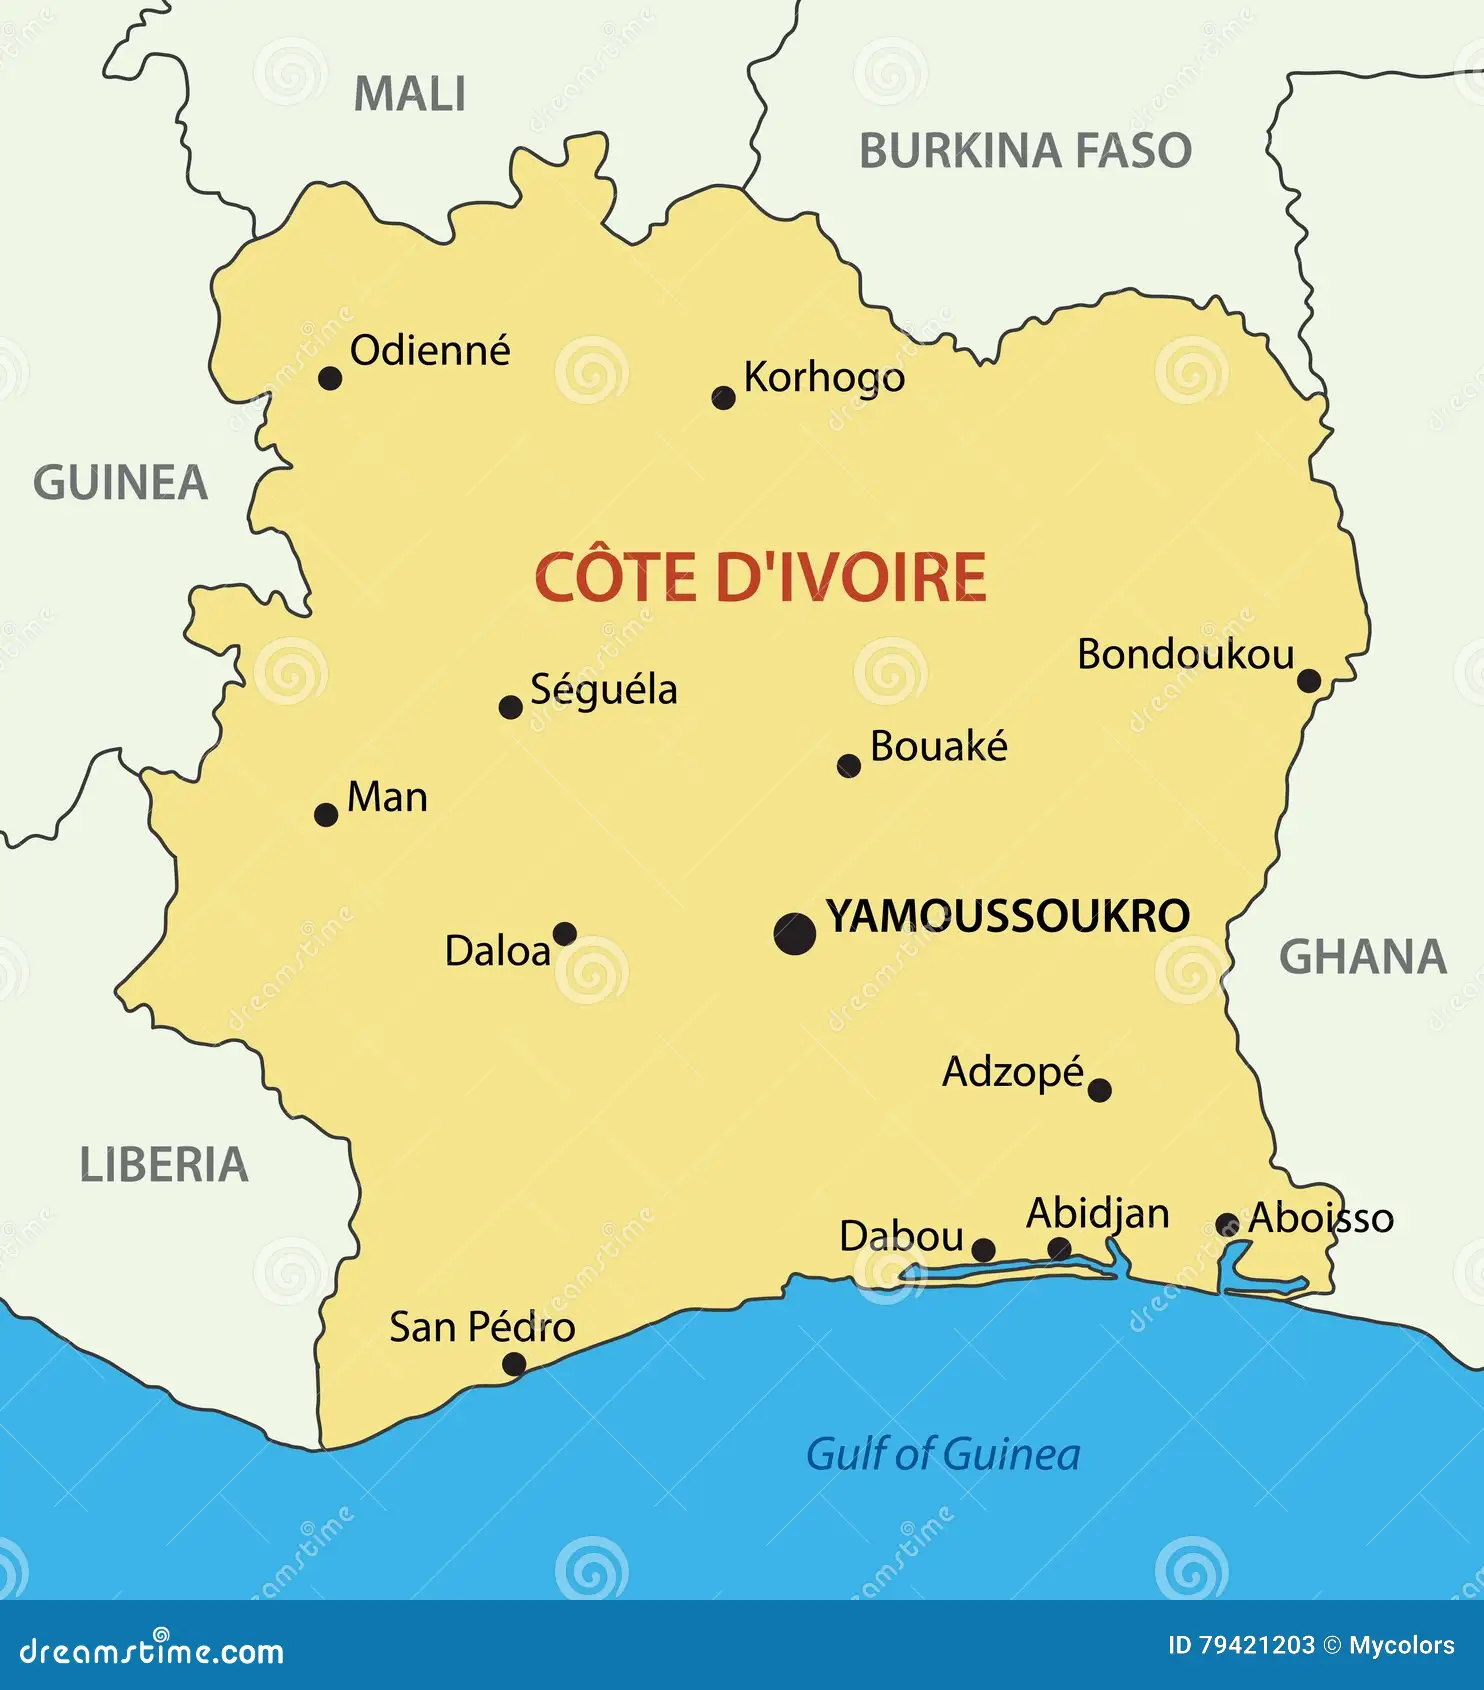 MALI
BURKINA FASO
Odienné
Korhogo
GUINEA
CÔTE D'IVOIRE
Bondoukou
Séguéla
Bouaké
Man
YAMOUSSOUKRO
Daloa
GHANA
Adzopé
LIBERIA
Abidjan
Aboisso
Dabou
San Pédro
Gulf of Guinea
dreamstime.com
ID 79421203 © Mycolors